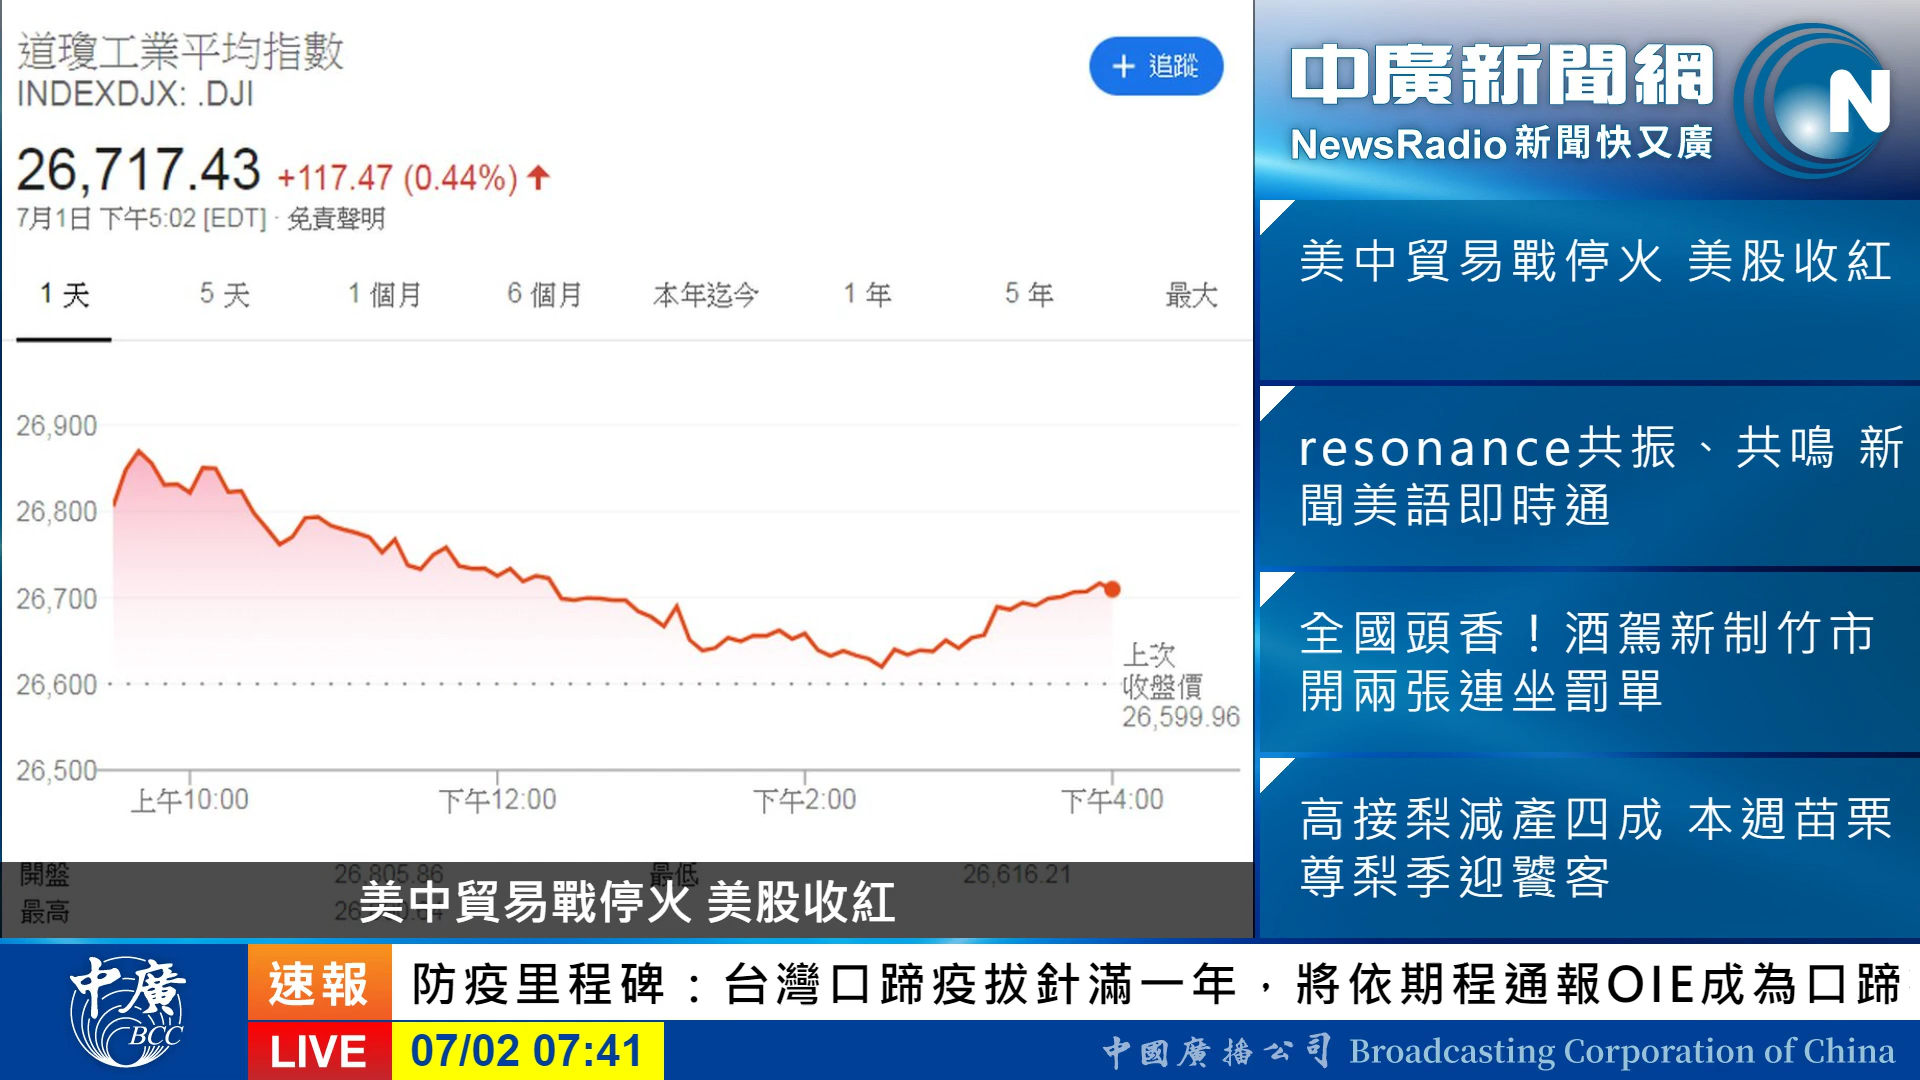 道瓊工業平均指數
INDEXDJX: .DJI
+ 追蹤
26,717.43 +117.47 (0.44%)
7月1日 下午5:02 [EDT] · 免責聲明
1 天 5 天 1 個月 6 個月 本年迄今 1 年 5 年 最大
26,900
26,800
26,700
26,600
26,500
上次
收盤價
26,599.96
上午10:00 下午12:00 下午2:00 下午4:00
開盤 26,805.86 最低 26,616.21
最高
美中貿易戰停火 美股收紅
中廣新聞網
NewsRadio 新聞快又廣
N
美中貿易戰停火 美股收紅
resonance共振、共鳴 新
聞美語即時通
全國頭香！酒駕新制竹市
開兩張連坐罰單
高接梨減產四成 本週苗栗
尊梨季迎饕客
中廣
BCC
速報 防疫里程碑：台灣口蹄疫拔針滿一年，將依期程通報OIE成為口蹄
LIVE 07/02 07:41
中國廣播公司 Broadcasting Corporation of China